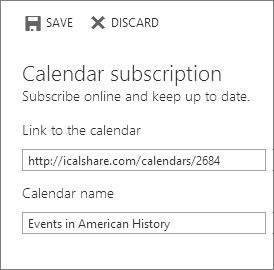 SAVE DISCARD
Calendar subscription
Subscribe online and keep up to date.
Link to the calendar
http://icalshare.com/calendars/2684
Calendar name
Events in American History